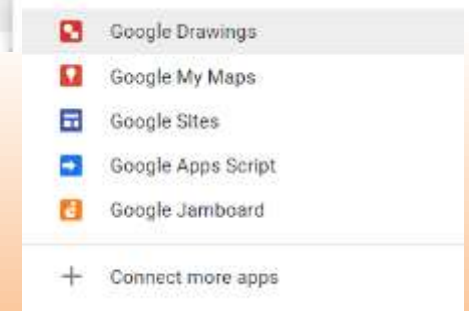 Google Drawings
Google My Maps
Google Sites
Google Apps Script
Google Jamboard
+ Connect more apps